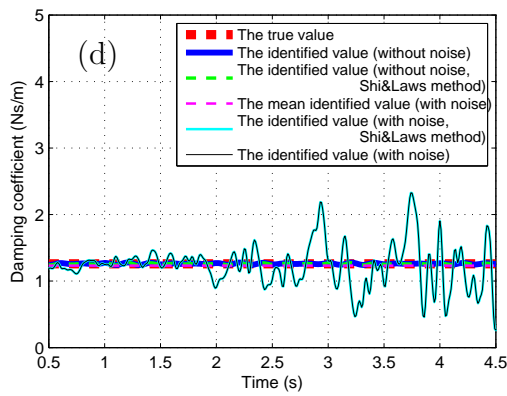 (d)
The true value
The identified value (without noise)
The identified value (without noise,
Shi&Laws method)
The mean identified value (with noise)
The identified value (with noise,
Shi&Laws method)
The identified value (with noise)
Damping coefficient (Ns/m)
5
4
3
2
1
0
0.5 1 1.5 2 2.5 3 3.5 4 4.5
Time (s)